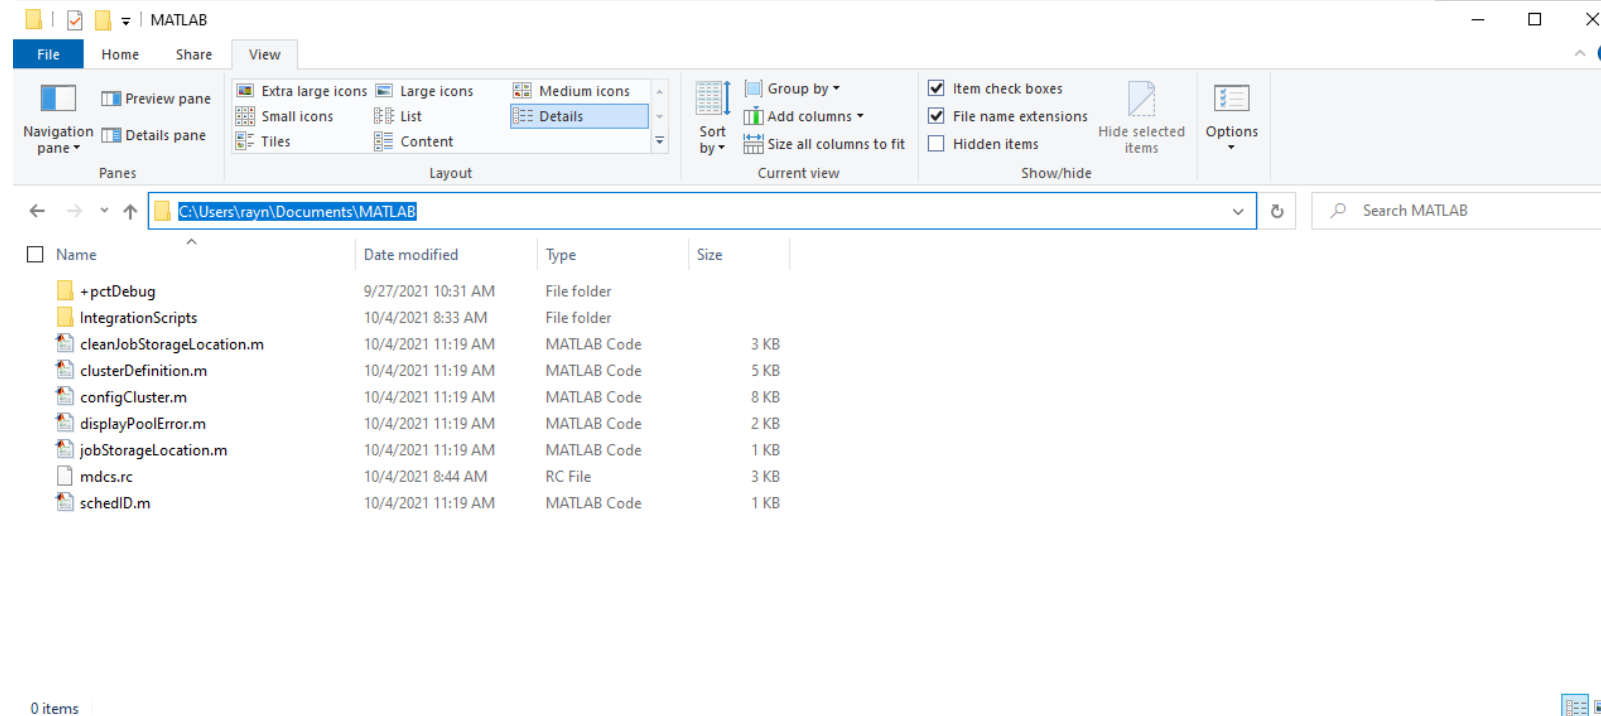 MATLAB
File Home Share View
Navigation pane
Preview pane
Details pane
Panes
Extra large icons Large icons Medium icons
Small icons List Details
Tiles Content
Layout
Sort by
Group by
Add columns
Size all columns to fit
Current view
Item check boxes
File name extensions
Hidden items
Hide selected items
Show/hide
Options
C:\Users\rayn\Documents\MATLAB
Search MATLAB
Name Date modified Type Size
+pctDebug 9/27/2021 10:31 AM File folder
IntegrationScripts 10/4/2021 8:33 AM File folder
cleanJobStorageLocation.m 10/4/2021 11:19 AM MATLAB Code 3 KB
clusterDefinition.m 10/4/2021 11:19 AM MATLAB Code 5 KB
configCluster.m 10/4/2021 11:19 AM MATLAB Code 8 KB
displayPoolError.m 10/4/2021 11:19 AM MATLAB Code 2 KB
jobStorageLocation.m 10/4/2021 11:19 AM MATLAB Code 1 KB
mdcs.rc 10/4/2021 8:44 AM RC File 3 KB
schedID.m 10/4/2021 11:19 AM MATLAB Code 1 KB
0 items